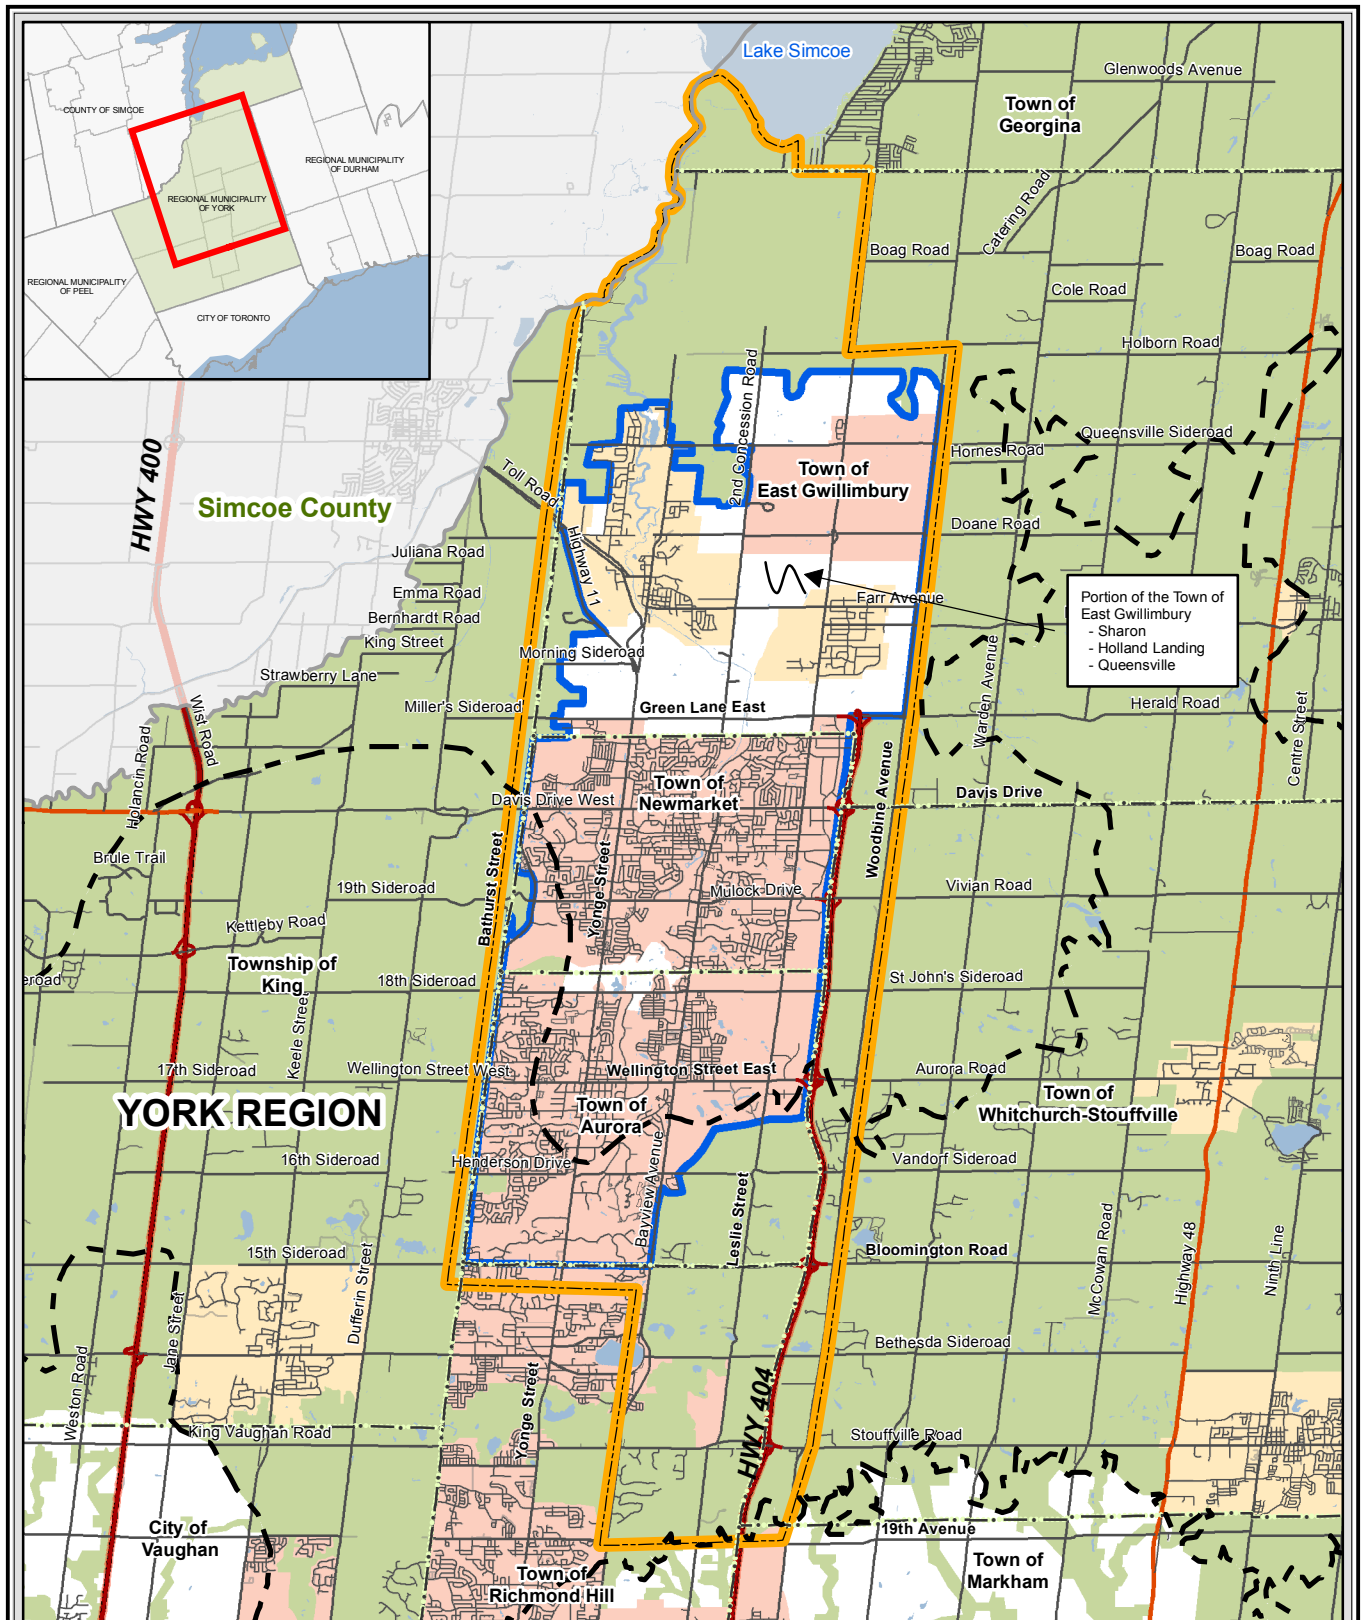 COUNTY OF SIMCOE
REGIONAL MUNICIPALITY
OF DURHAM
REGIONAL MUNICIPALITY
OF YORK
REGIONAL MUNICIPALITY
OF PEEL
CITY OF TORONTO
Lake Simcoe
Glenwoods Avenue
Town of
Georgina
Catering Road
Boag Road
Boag Road
Cole Road
Holborn Road
2nd Concession Road
HWY 400
Queensville Sideroad
Hornes Road
Toll Road
Town of
East Gwillimbury
Simcoe County
Doane Road
Highway 11
Juliana Road
Emma Road
Farr Avenue
Portion of the Town of
East Gwillimbury
- Sharon
- Holland Landing
- Queensville
Bernhardt Road
King Street
Morning Sideroad
Strawberry Lane
Warden Avenue
Miller's Sideroad
Green Lane East
Herald Road
Wist Road
Holancin Road
Centre Street
Town of
Newmarket
Woodbine Avenue
Davis Drive West
Davis Drive
Brule Trail
Bathurst Street
Yonge Street
19th Sideroad
Mulock Drive
Vivian Road
Kettleby Road
Township of
King
18th Sideroad
St John's Sideroad
eroad
Keele Street
17th Sideroad
Wellington Street West
Wellington Street East
Aurora Road
YORK REGION
Town of
Aurora
Town of
Whitchurch-Stouffville
16th Sideroad
Henderson Drive
Bayview Avenue
Vandorf Sideroad
Leslie Street
15th Sideroad
Bloomington Road
Dufferin Street
McCowan Road
Highway 48
Ninth Line
Jane Street
Weston Road
Bethesda Sideroad
Yonge Street
HWY 404
King Vaughan Road
Stouffville Road
City of
Vaughan
19th Avenue
Town of
Richmond Hill
Town of
Markham